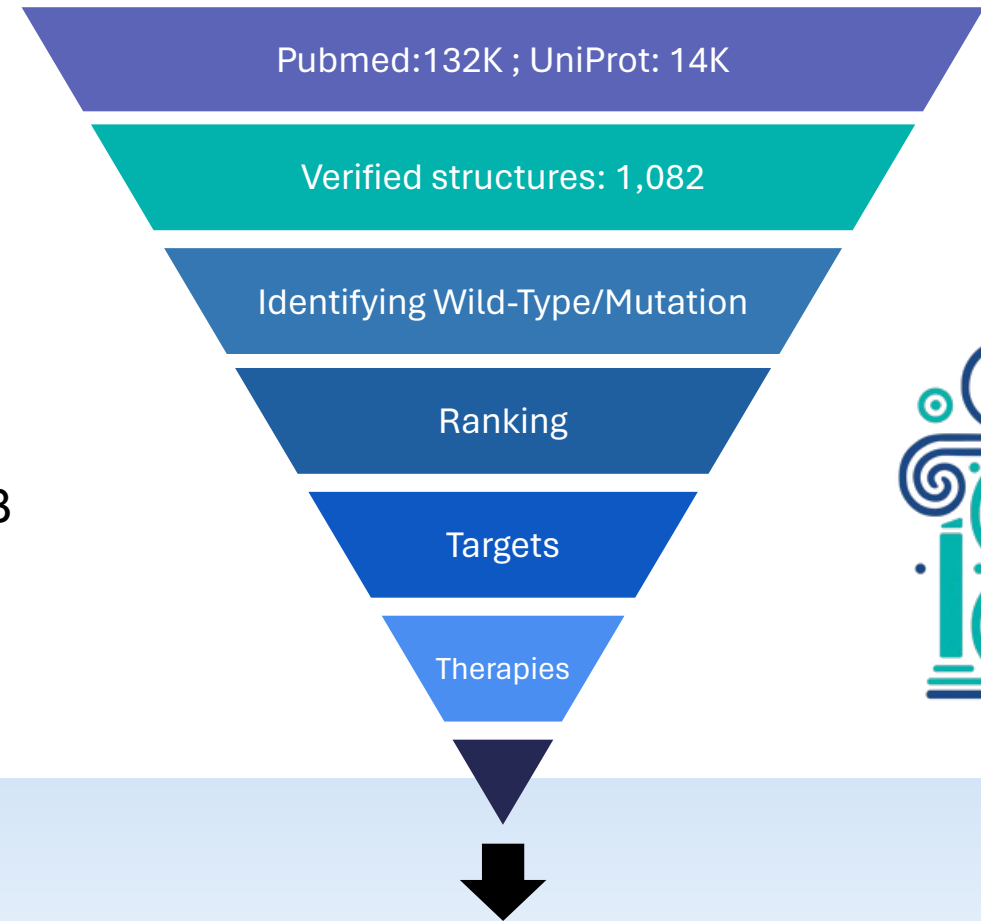 Pubmed:132K ; UniProt: 14K
Verified structures: 1,082
Identifying Wild-Type/Mutation
Ranking
Targets
Therapies